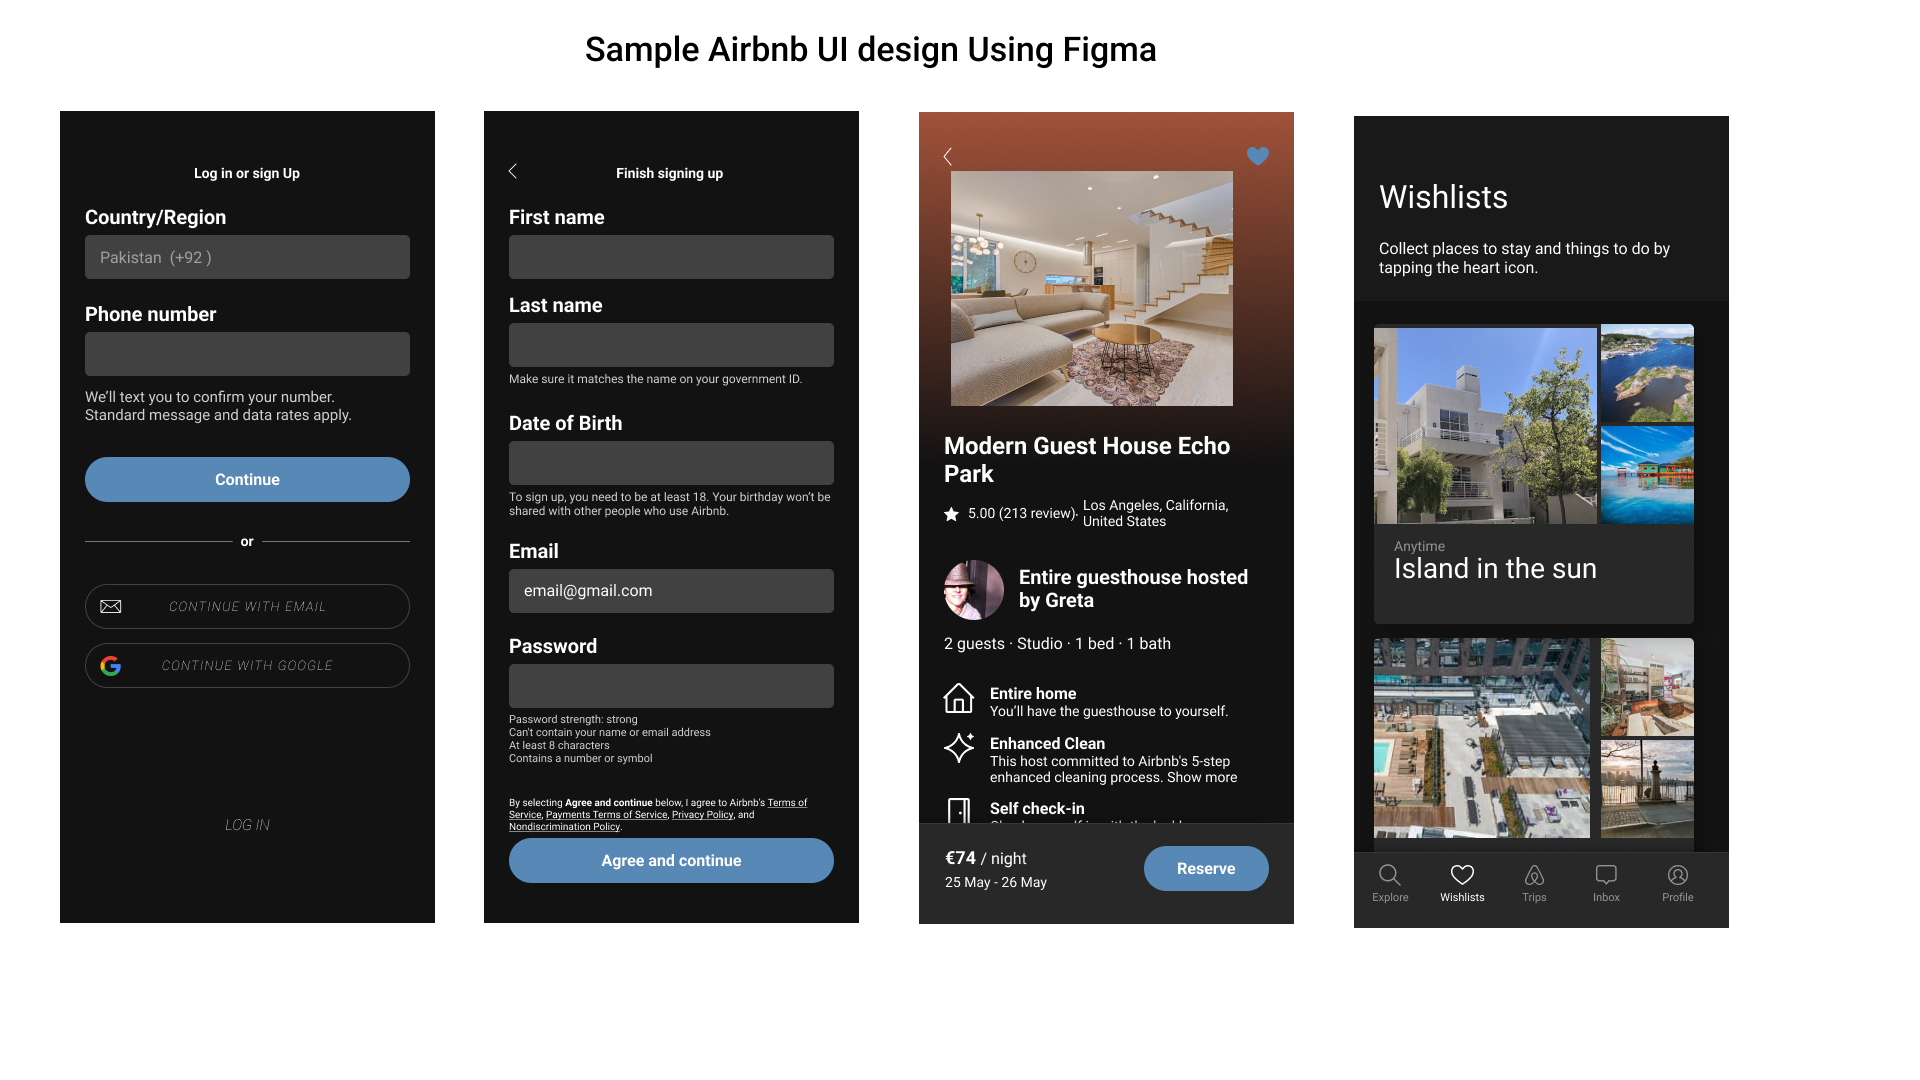 Sample Airbnb UI design Using Figma
Log in or sign Up
Country/Region
Pakistan (+92 )
Phone number
We'll text you to confirm your number.
Standard message and data rates apply.
Continue
or
CONTINUE WITH EMAIL
CONTINUE WITH GOOGLE
LOG IN
Finish signing up
First name
Last name
Make sure it matches the name on your government ID.
Date of Birth
To sign up, you need to be at least 18. Your birthday won't be
shared with other people who use Airbnb.
Email
email@gmail.com
Password
Password strength: strong
Can't contain your name or email address
At least 8 characters
Contains a number or symbol
By selecting Agree and continue below, I agree to Airbnb's Terms of
Service, Payments Terms of Service, Privacy Policy, and
Nondiscrimination Policy.
Agree and continue
Modern Guest House Echo
Park
5.00 (213 review)·
Los Angeles, California,
United States
Entire guesthouse hosted
by Greta
2 guests · Studio · 1 bed · 1 bath
Entire home
You'll have the guesthouse to yourself.
Enhanced Clean
This host committed to Airbnb's 5-step
enhanced cleaning process. Show more
Self check-in
€74 / night
25 May - 26 May
Reserve
Wishlists
Collect places to stay and things to do by
tapping the heart icon.
Anytime
Island in the sun
Explore
Wishlists
Trips
Inbox
Profile